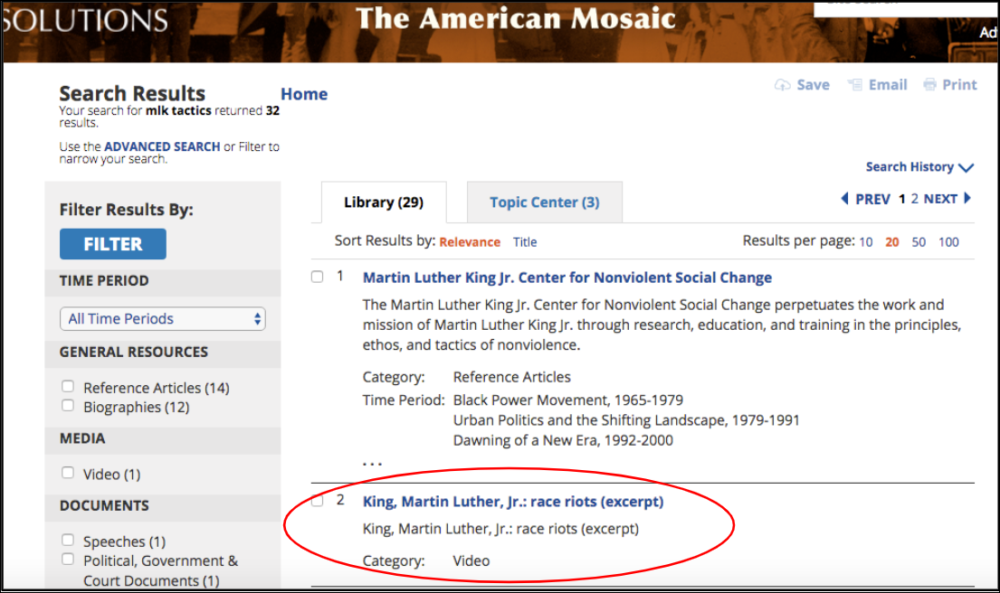 SOLUTIONS
The American Mosaic
Ad
Search Results
Home
Your search for mlk tactics returned 32
results.
Use the ADVANCED SEARCH or Filter to
narrow your search.
Save Email Print
Search History
Library (29)
Topic Center (3)
PREV 1 2 NEXT
Sort Results by: Relevance Title
Results per page: 10 20 50 100
Filter Results By:
FILTER
TIME PERIOD
All Time Periods
GENERAL RESOURCES
Reference Articles (14)
Biographies (12)
MEDIA
Video (1)
DOCUMENTS
Speeches (1)
Political, Government &
Court Documents (1)
1 Martin Luther King Jr. Center for Nonviolent Social Change
The Martin Luther King Jr. Center for Nonviolent Social Change perpetuates the work and
mission of Martin Luther King Jr. through research, education, and training in the principles,
ethos, and tactics of nonviolence.
Category: Reference Articles
Time Period: Black Power Movement, 1965-1979
Urban Politics and the Shifting Landscape, 1979-1991
Dawning of a New Era, 1992-2000
...
2 King, Martin Luther, Jr.: race riots (excerpt)
King, Martin Luther, Jr.: race riots (excerpt)
Category: Video